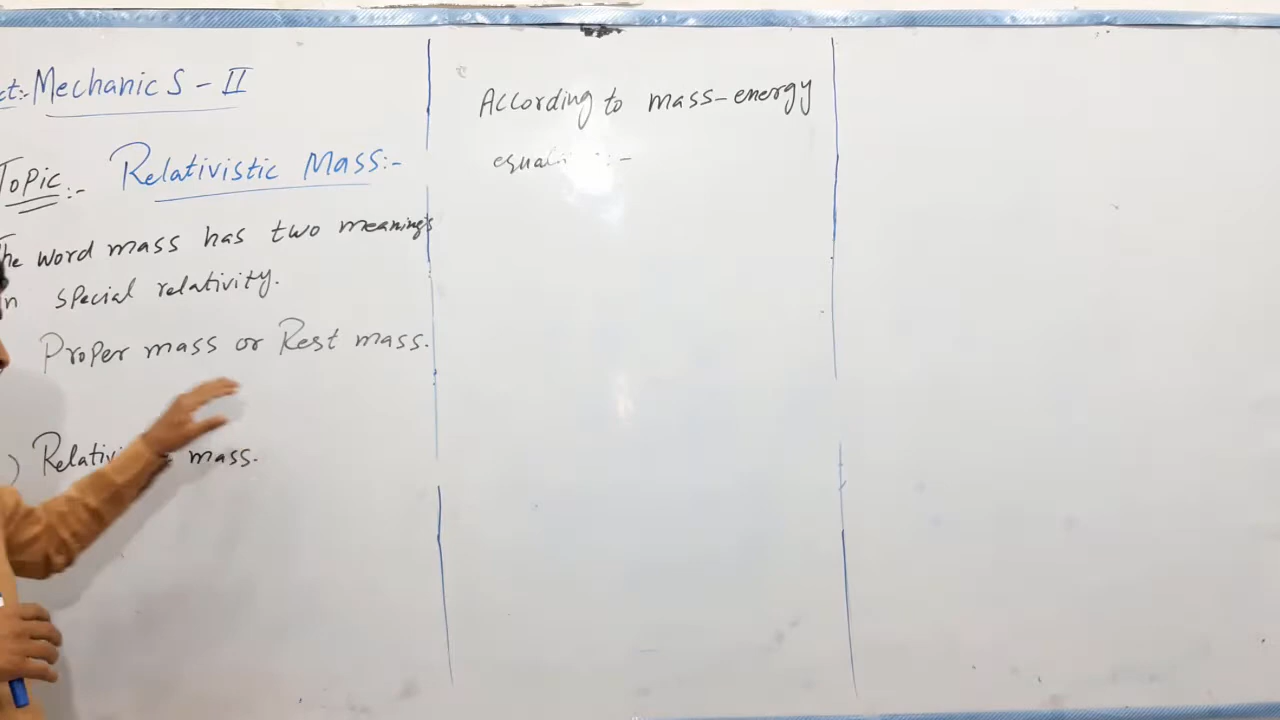 ct:- Mechanics - II
Topic:- Relativistic Mass:-
The word mass has two meanings
in special relativity.
Proper mass or Rest mass.
) mass.
According to mass-energy
:-